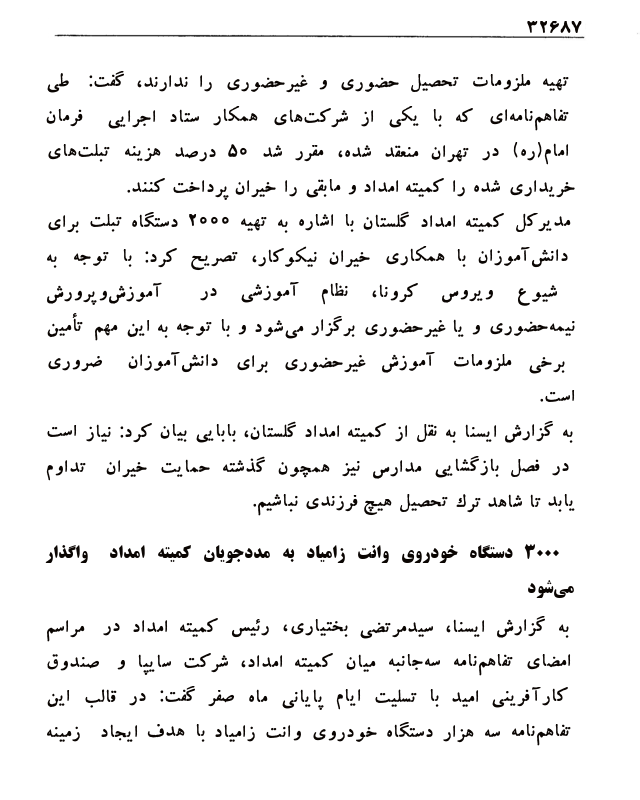 ۳۲۶۸۷
تهیه ملزومات تحصیل حضوری و غیرحضوری را ندارند، گفت: طی
تفاهم‌نامه‌ای که با یکی از شرکت‌های همکار ستاد اجرایی فرمان
امام(ره) در تهران منعقد شده، مقرر شد ۵۰ درصد هزینه تبلت‌های
خریداری شده را کمیته امداد و مابقی را خیران پرداخت کنند.
مدیرکل کمیته امداد گلستان با اشاره به تهیه ۲۰۰۰ دستگاه تبلت برای
دانش‌آموزان با همکاری خیران نیکوکار، تصریح کرد: با توجه به
شیوع ویروس کرونا، نظام آموزشی در آموزش‌وپرورش
نیمه‌حضوری و یا غیرحضوری برگزار می‌شود و با توجه به این مهم تأمین
برخی ملزومات آموزش غیرحضوری برای دانش‌آموزان ضروری
است.
به گزارش ایسنا به نقل از کمیته امداد گلستان، بابایی بیان کرد: نیاز است
در فصل بازگشایی مدارس نیز همچون گذشته حمایت خیران تداوم
یابد تا شاهد ترك تحصیل هیچ فرزندی نباشیم.
۳۰۰۰ دستگاه خودروی وانت زامیاد به مددجویان کمیته امداد واگذار
می‌شود
به گزارش ایسنا، سیدمرتضی بختیاری، رئیس کمیته امداد در مراسم
امضای تفاهم‌نامه سه‌جانبه میان کمیته امداد، شرکت سایپا و صندوق
کارآفرینی امید با تسلیت ایام پایانی ماه صفر گفت: در قالب این
تفاهم‌نامه سه هزار دستگاه خودروی وانت زامیاد با هدف ایجاد زمینه